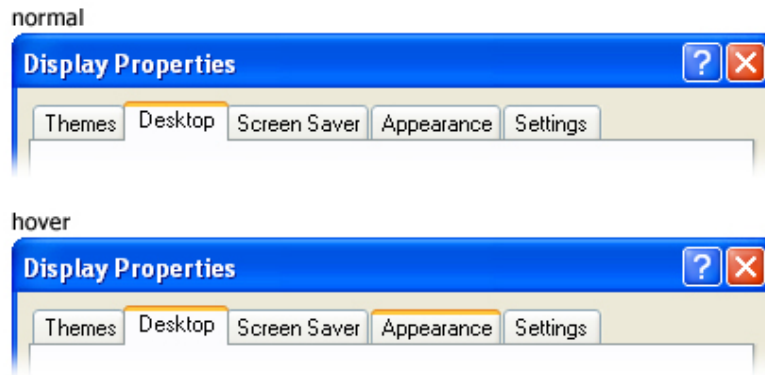 normal
Display Properties ?
Themes Desktop Screen Saver Appearance Settings
hover
Display Properties ?
Themes Desktop Screen Saver Appearance Settings